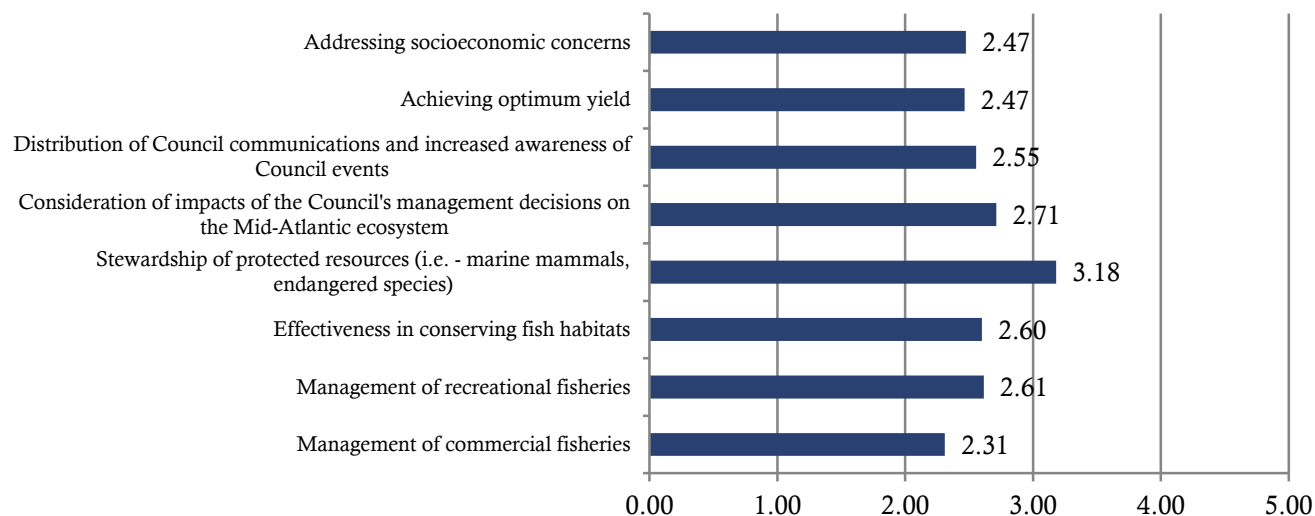 Addressing socioeconomic concerns
2.47
Achieving optimum yield
2.47
Distribution of Council communications and increased awareness of
Council events
2.55
Consideration of impacts of the Council's management decisions on
the Mid-Atlantic ecosystem
2.71
Stewardship of protected resources (i.e. - marine mammals,
endangered species)
3.18
Effectiveness in conserving fish habitats
2.60
Management of recreational fisheries
2.61
Management of commercial fisheries
2.31
0.00 1.00 2.00 3.00 4.00 5.00